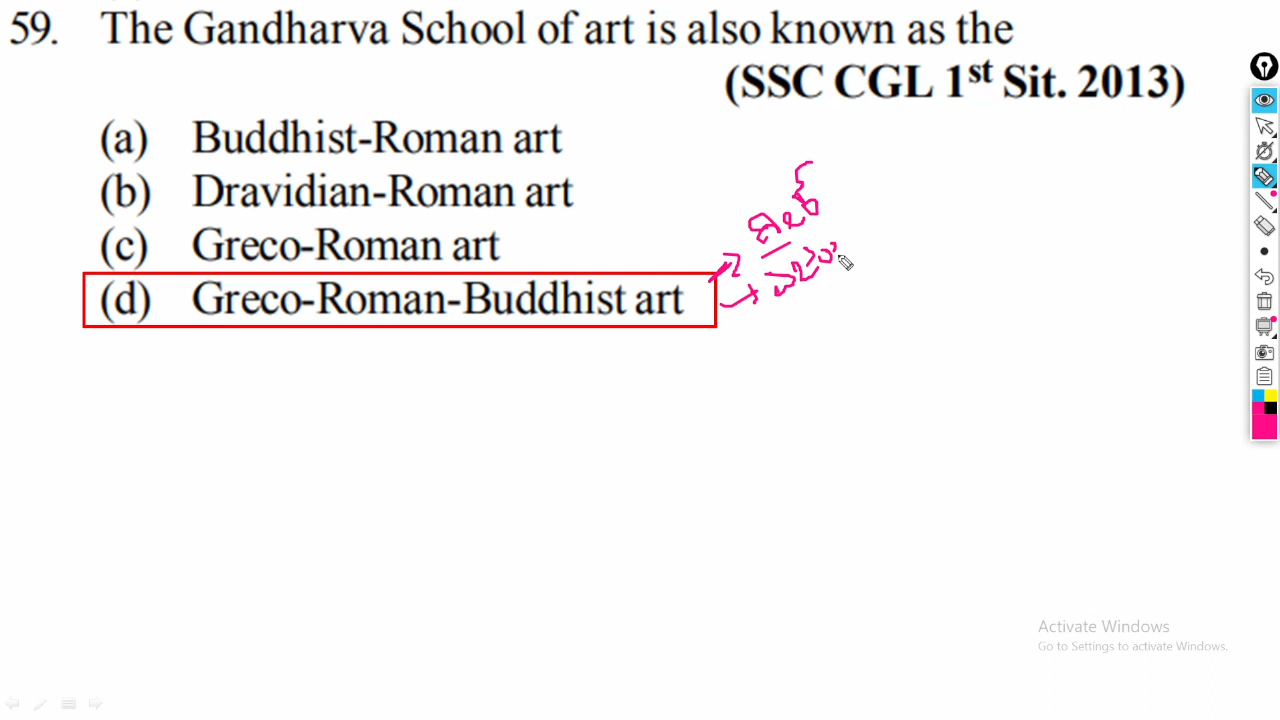 59. The Gandharva School of art is also known as the
(SSC CGL 1st Sit. 2013)
(a) Buddhist-Roman art
(b) Dravidian-Roman art
(c) Greco-Roman art
(d) Greco-Roman-Buddhist art
Activate Windows
Go to Settings to activate Windows.